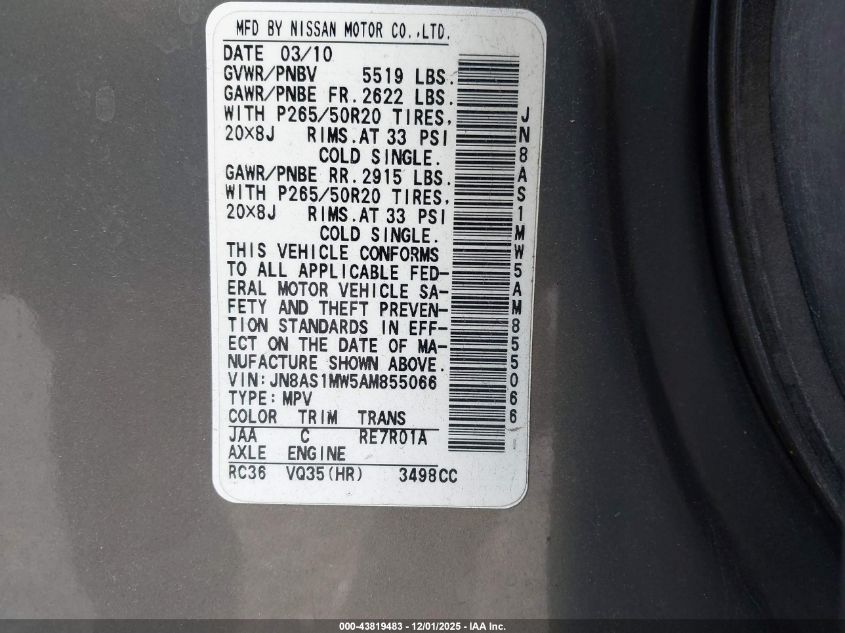 MFD BY NISSAN MOTOR CO.,LTD.
DATE 03/10
GVWR/PNBV 5519 LBS.
GAWR/PNBE FR.2622 LBS.
WITH P265/50R20 TIRES,
20×8J RIMS.AT 33 PSI
COLD SINGLE.
GAWR/PNBE RR.2915 LBS.
WITH P265/50R20 TIRES,
20×8J RIMS.AT 33 PSI
COLD SINGLE.
THIS VEHICLE CONFORMS
TO ALL APPLICABLE FED-
ERAL MOTOR VEHICLE SA-
FETY AND THEFT PREVEN-
TION STANDARDS IN EFF-
ECT ON THE DATE OF MA-
NUFACTURE SHOWN ABOVE.
VIN:JN8AS1MW5AM855066
TYPE:MPV
COLOR TRIM TRANS
JAA C RE7R01A
AXLE ENGINE
RC36 VQ35(HR) 3498CC
JN8AS1MW5AM855066
000-43819483 - 12/01/2025 - IAA Inc.